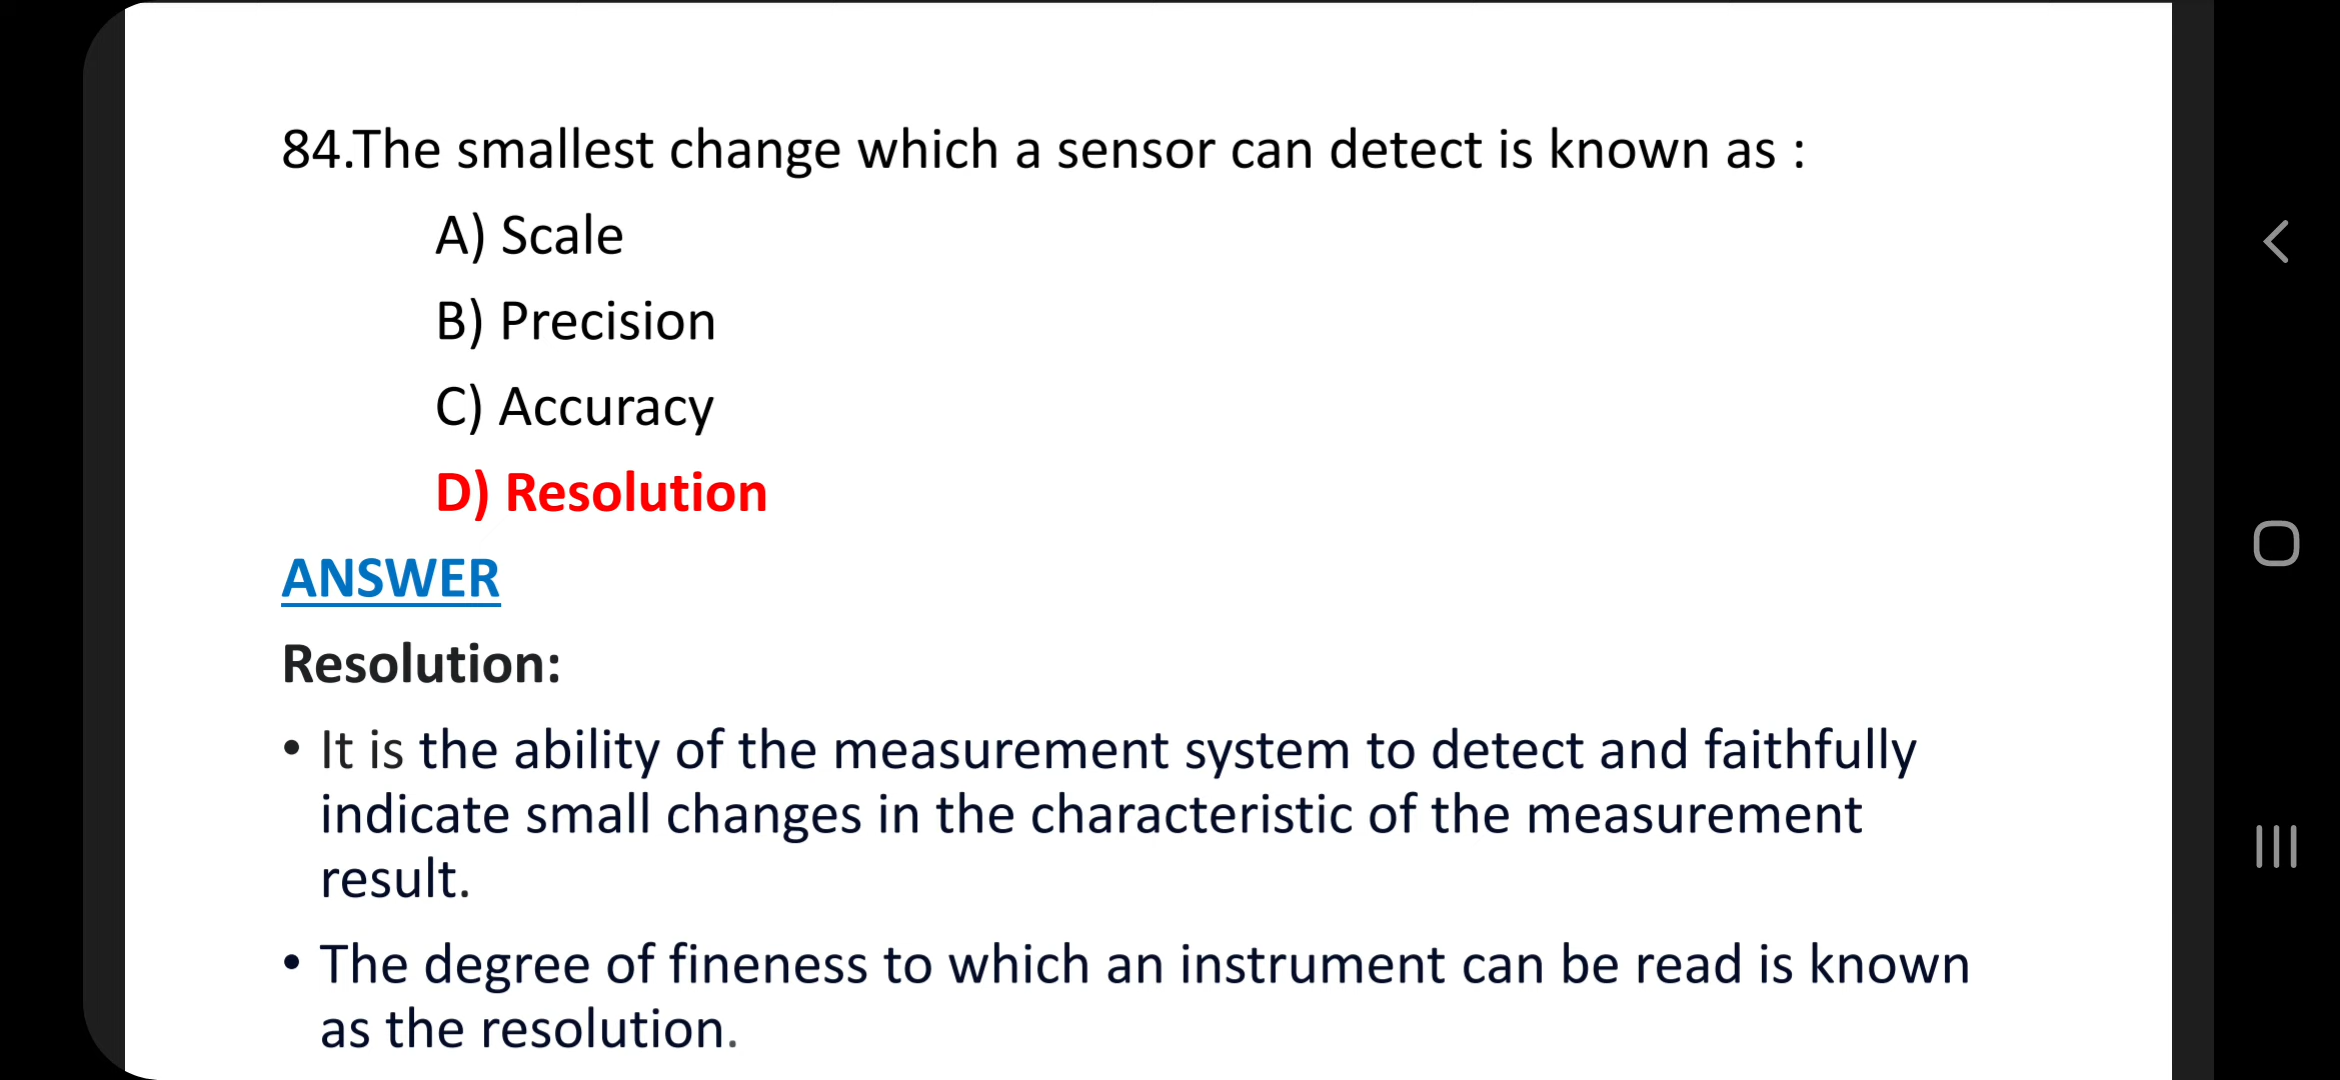 84.The smallest change which a sensor can detect is known as :
A) Scale
B) Precision
C) Accuracy
D) Resolution
ANSWER
Resolution:
• It is the ability of the measurement system to detect and faithfully
indicate small changes in the characteristic of the measurement
result.
• The degree of fineness to which an instrument can be read is known
as the resolution.